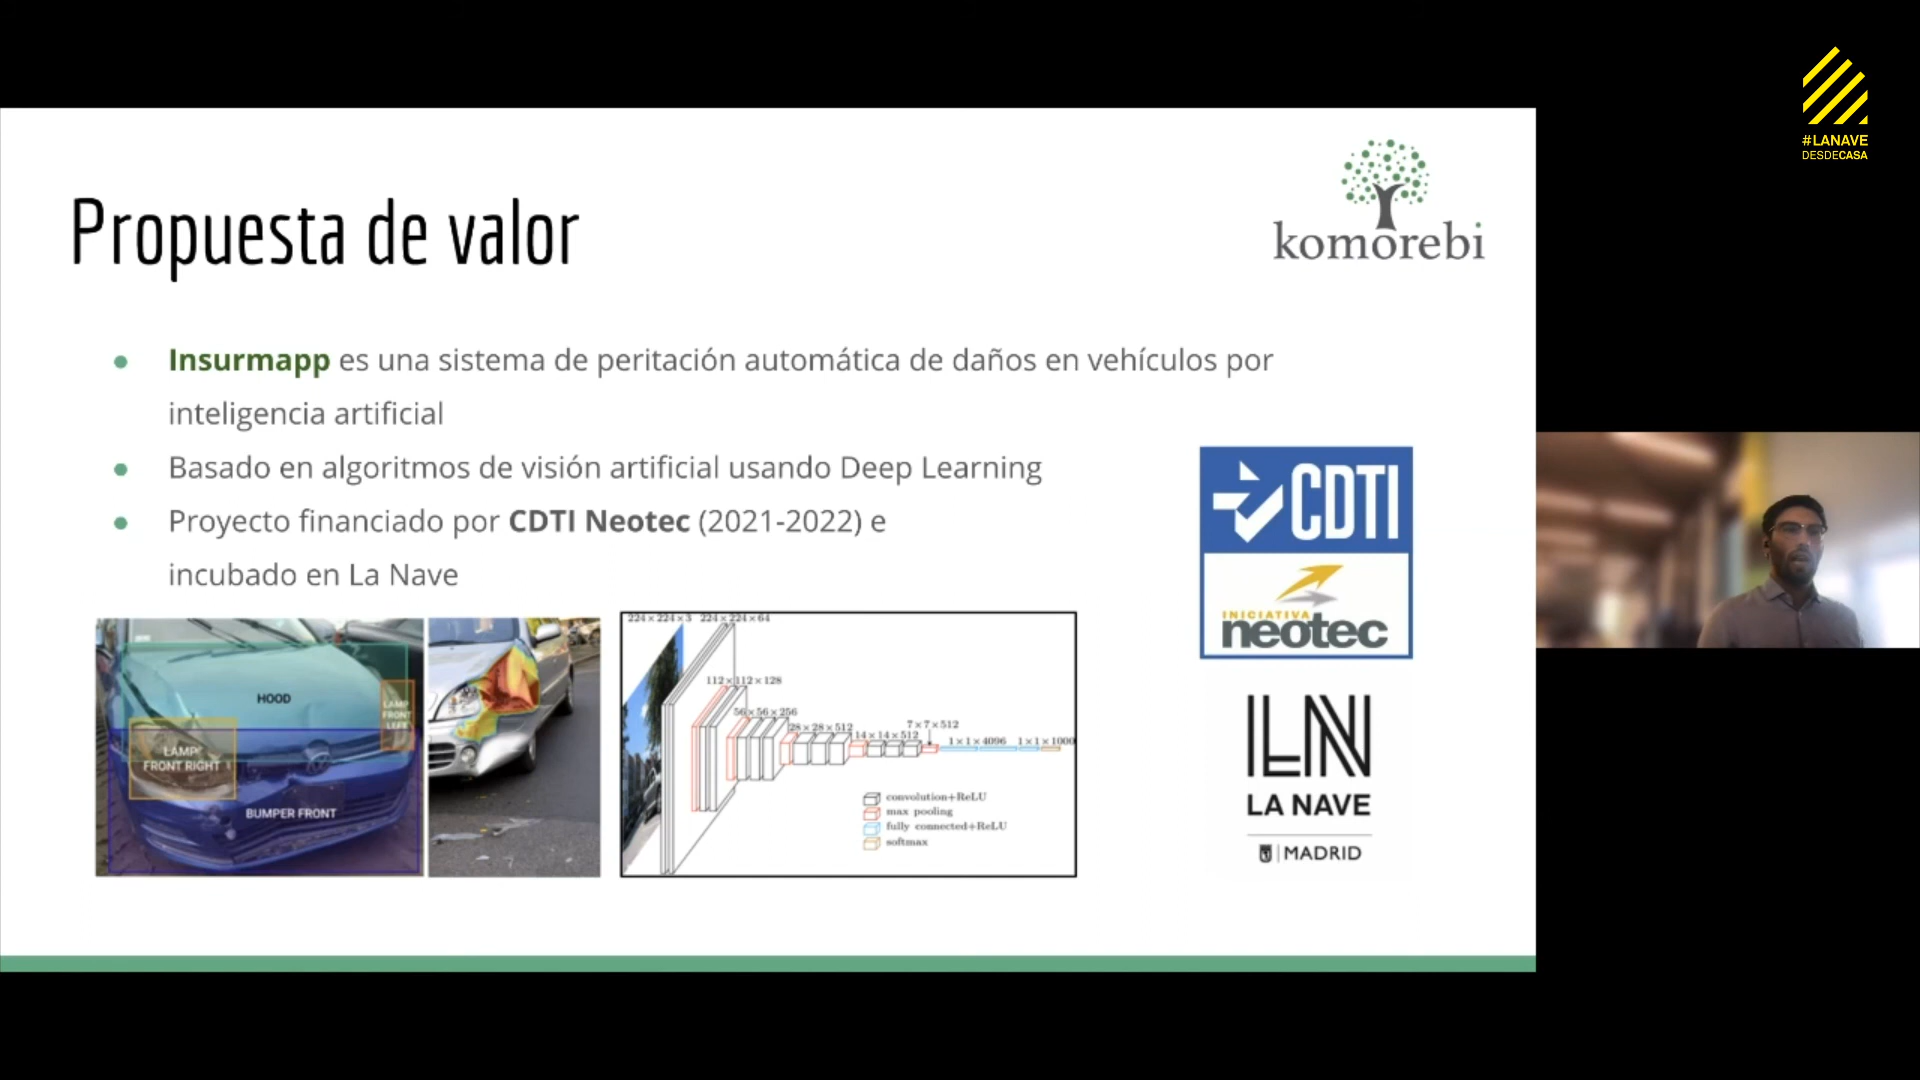 #LANAVE
DESDECASA
komorebi
Propuesta de valor
Insurmapp es una sistema de peritación automática de daños en vehículos por
inteligencia artificial
Basado en algoritmos de visión artificial usando Deep Learning
Proyecto financiado por CDTI Neotec (2021-2022) e
incubado en La Nave
CDTI
INICIATIVA
neotec
HOOD
LAMP
FRONT
LEFT
LAMP
FRONT RIGHT
BUMPER FRONT
224×224×3 224×224×64
112×112×128
56×56×256
28×28×512
14×14×512
7×7×512
1×1×4096 1×1×1000
convolution+ReLU
max pooling
fully connected+ReLU
softmax
LN
LA NAVE
MADRID